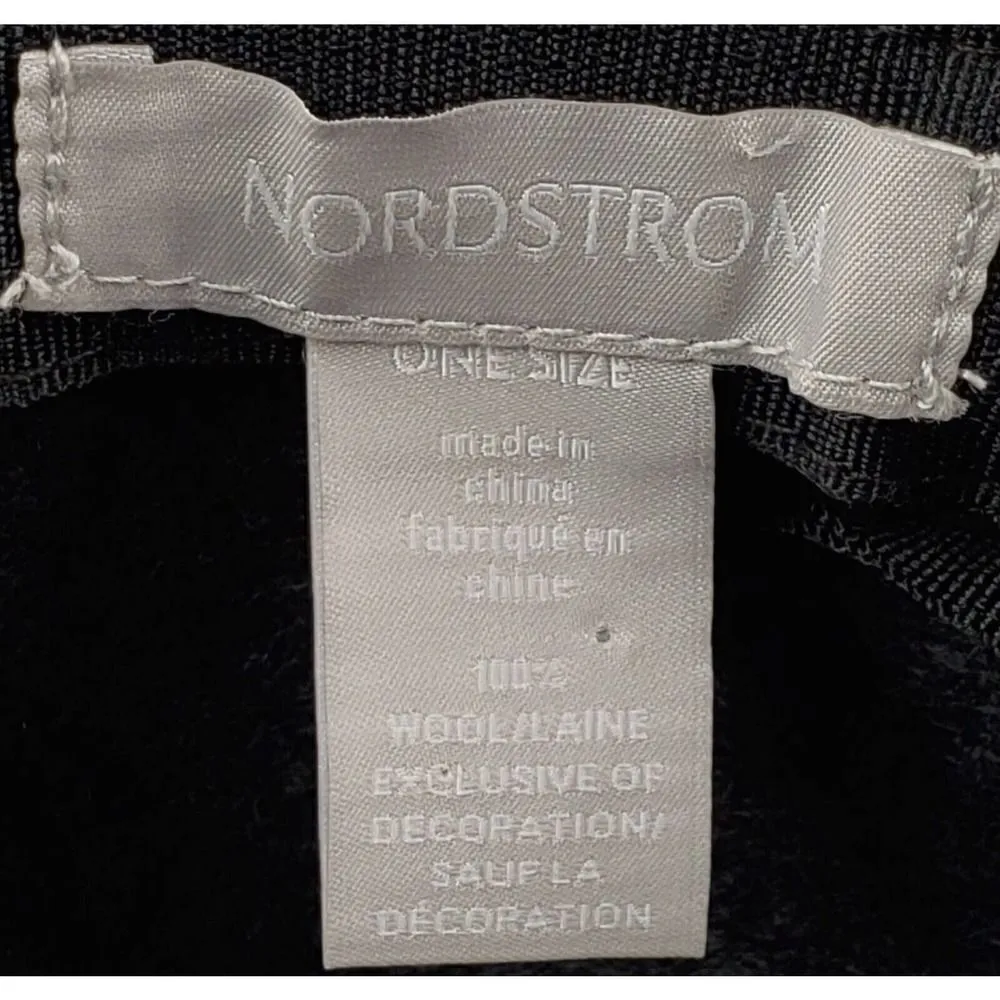 NORDSTROM
ONE SIZE
made in
china
fabriqué en
chine
100%
WOOL/LAINE
EXCLUSIVE OF
DECORATION/
SAUF LA
DÉCORATION